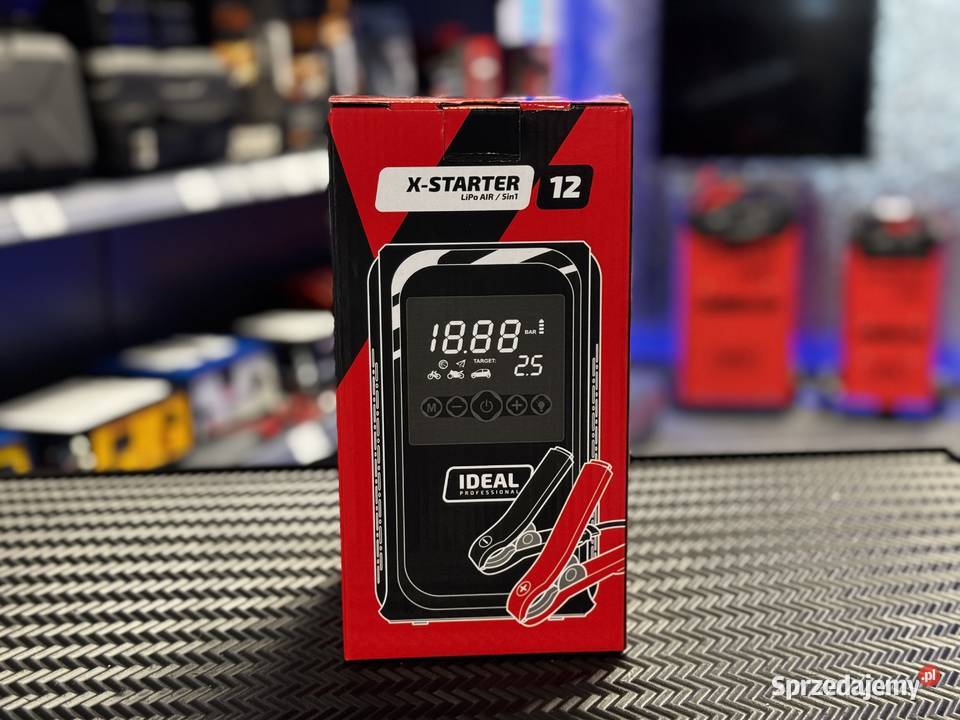 X-STARTER
LiPo AIR / 5in1
12
18.88 BAR
TARGET:
2.5
M
IDEAL
PROFESSIONAL
Sprzedajemy.pl